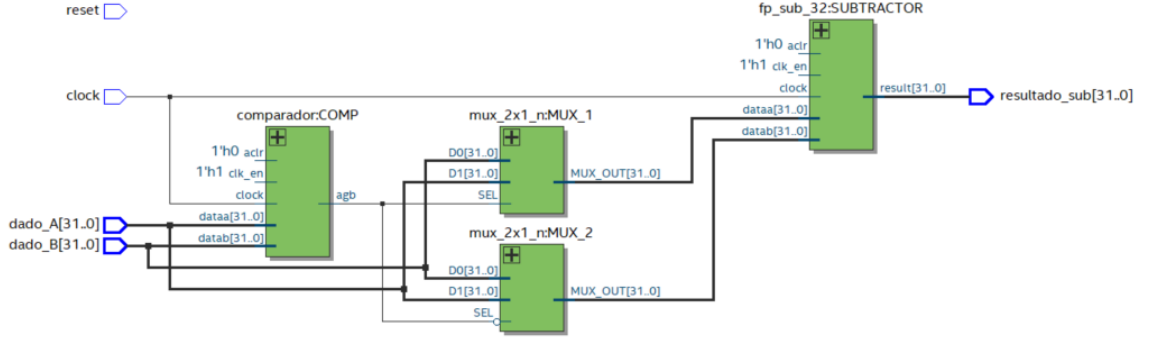 reset
fp_sub_32:SUBTRACTOR
1'h0 aclr
1'h1 clk_en
clock
clock
result[31..0]
resultado_sub[31..0]
dataa[31..0]
datab[31..0]
comparador:COMP
1'h0 aclr
1'h1 clk_en
clock
agb
dado_A[31..0]
dataa[31..0]
dado_B[31..0]
datab[31..0]
mux_2x1_n:MUX_1
D0[31..0]
D1[31..0]
MUX_OUT[31..0]
SEL
mux_2x1_n:MUX_2
D0[31..0]
D1[31..0]
MUX_OUT[31..0]
SEL